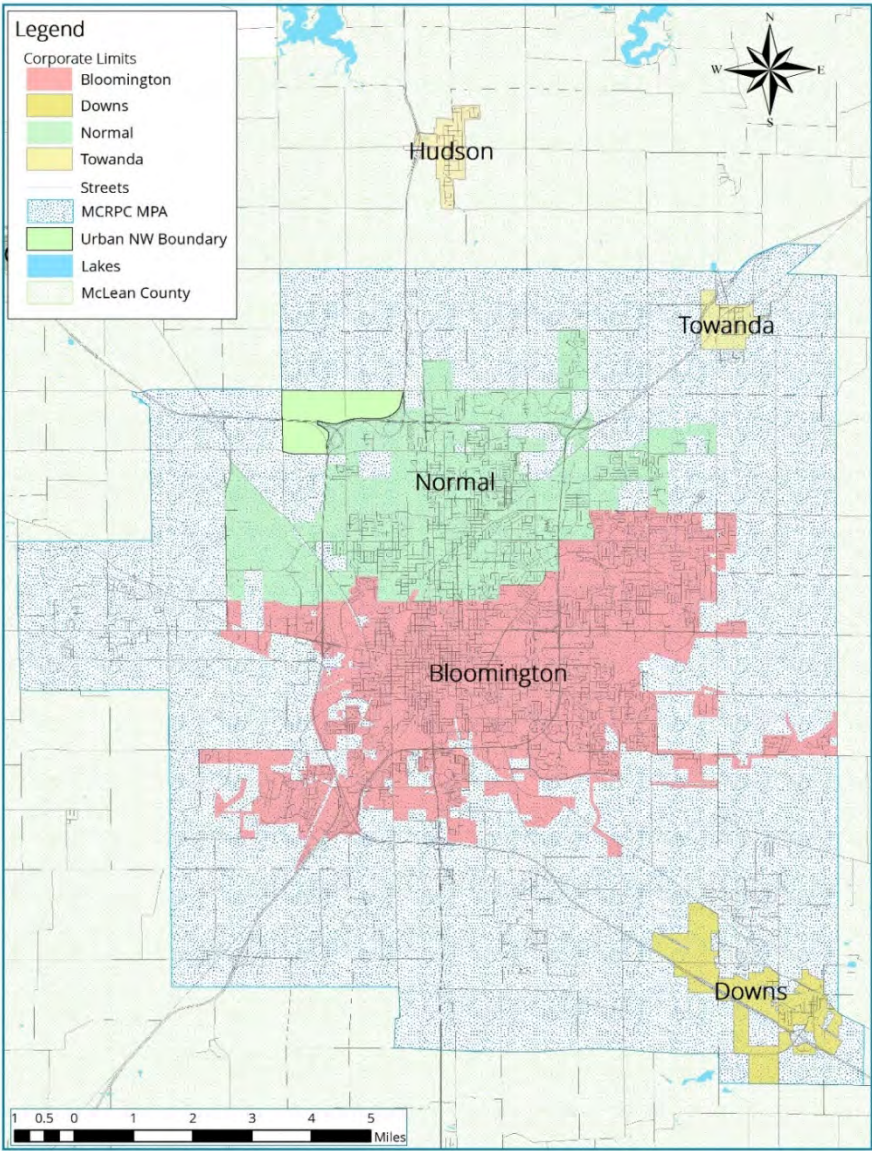 Legend
Corporate Limits
Bloomington
Downs
Normal
Towanda
Streets
MCRPC MPA
Urban NW Boundary
Lakes
McLean County
N
W E
S
Hudson
Towanda
Normal
Bloomington
Downs
1 0.5 0 1 2 3 4 5
Miles